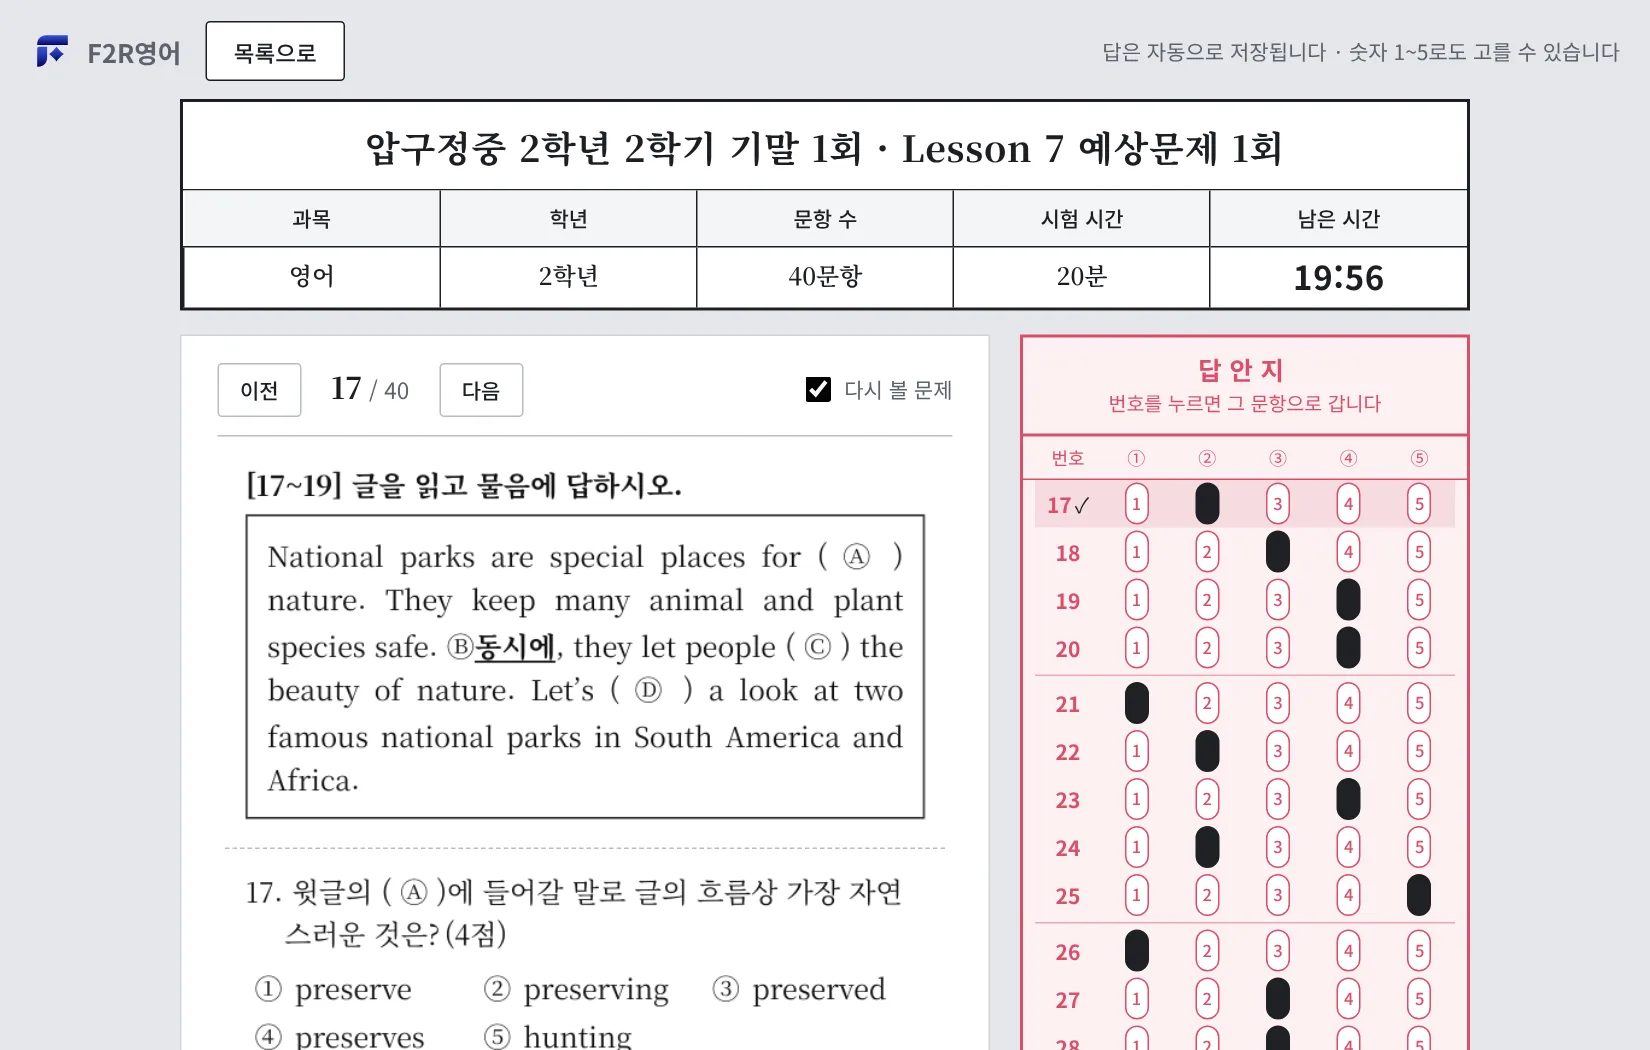 F2R영어 목록으로 답은 자동으로 저장됩니다 · 숫자 1~5로도 고를 수 있습니다
압구정중 2학년 2학기 기말 1회 · Lesson 7 예상문제 1회
과목 학년 문항 수 시험 시간 남은 시간
영어 2학년 40문항 20분 19:56
이전 17 / 40 다음 다시 볼 문제
[17~19] 글을 읽고 물음에 답하시오.
National parks are special places for ( Ⓐ )
nature. They keep many animal and plant
species safe. Ⓑ동시에, they let people ( Ⓒ ) the
beauty of nature. Let’s ( Ⓓ ) a look at two
famous national parks in South America and
Africa.
17. 윗글의 ( Ⓐ )에 들어갈 말로 글의 흐름상 가장 자연
스러운 것은? (4점)
① preserve ② preserving ③ preserved
④ preserves ⑤ hunting
답 안 지
번호를 누르면 그 문항으로 갑니다
번호 ① ② ③ ④ ⑤
17✓ 1 3 4 5
18 1 2 4 5
19 1 2 3 5
20 1 2 3 5
21 2 3 4 5
22 1 3 4 5
23 1 2 3 5
24 1 3 4 5
25 1 2 3 4
26 2 3 4 5
27 1 2 4 5
28 1 2 4 5